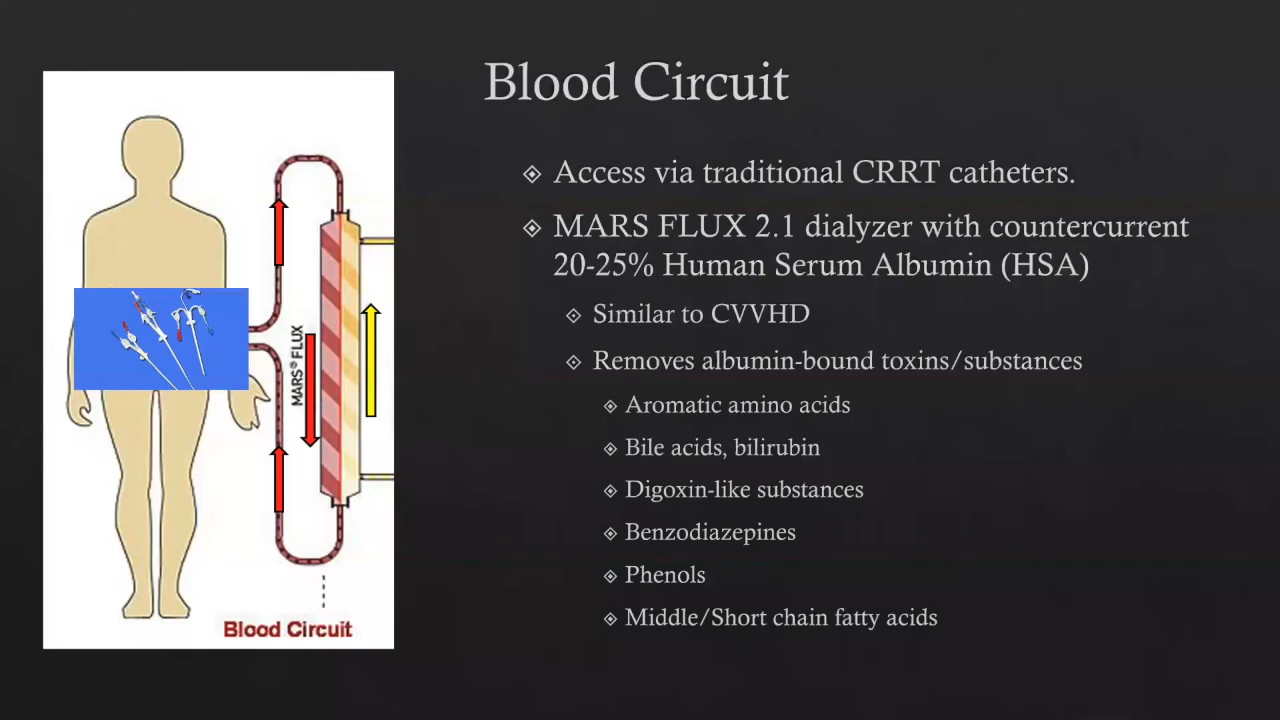 Blood Circuit
Access via traditional CRRT catheters.
MARS FLUX 2.1 dialyzer with countercurrent
20-25% Human Serum Albumin (HSA)
Similar to CVVHD
Removes albumin-bound toxins/substances
Aromatic amino acids
Bile acids, bilirubin
Digoxin-like substances
Benzodiazepines
Phenols
Middle/Short chain fatty acids
MARS® FLUX
Blood Circuit